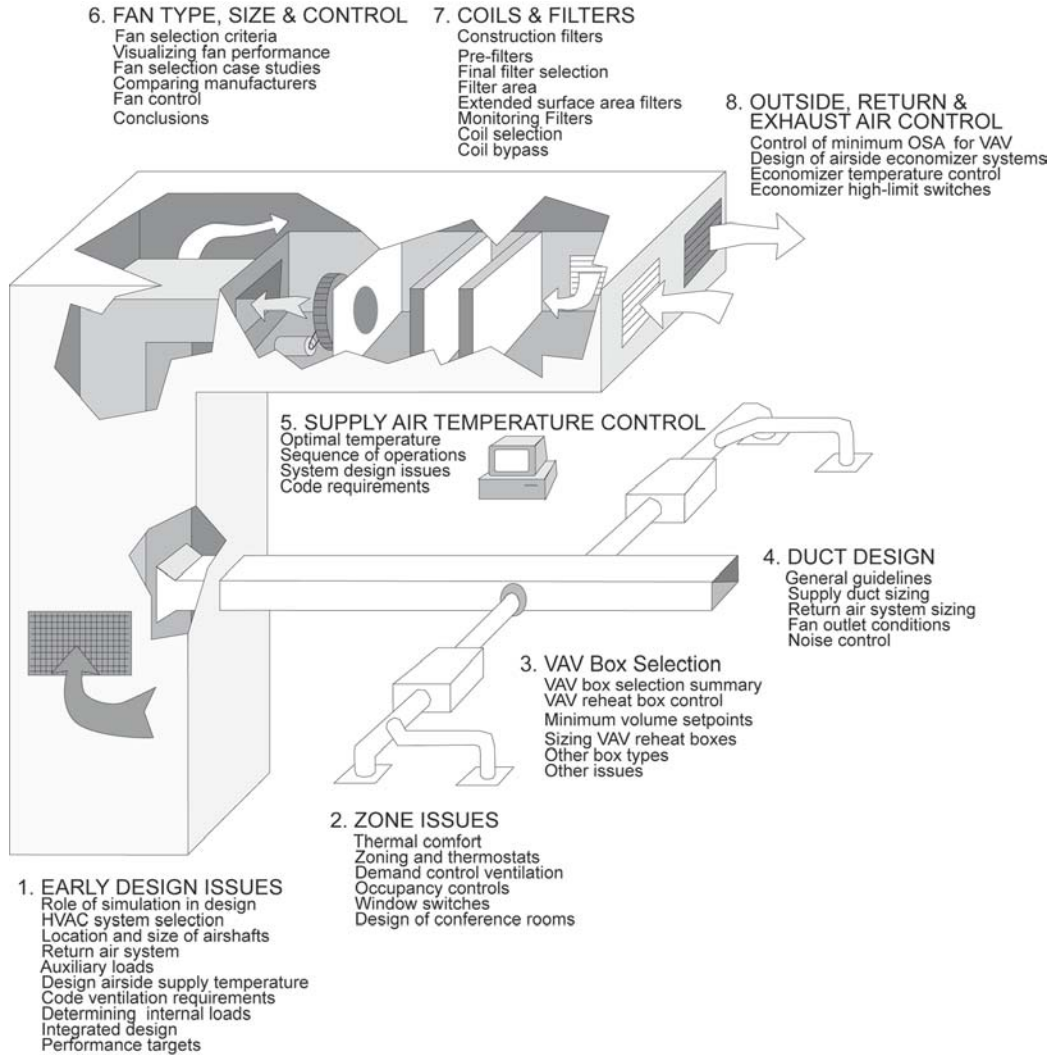 6. FAN TYPE, SIZE & CONTROL
Fan selection criteria
Visualizing fan performance
Fan selection case studies
Comparing manufacturers
Fan control
Conclusions
7. COILS & FILTERS
Construction filters
Pre-filters
Final filter selection
Filter area
Extended surface area filters
Monitoring Filters
Coil selection
Coil bypass
8. OUTSIDE, RETURN &
EXHAUST AIR CONTROL
Control of minimum OSA for VAV
Design of airside economizer systems
Economizer temperature control
Economizer high-limit switches
5. SUPPLY AIR TEMPERATURE CONTROL
Optimal temperature
Sequence of operations
System design issues
Code requirements
4. DUCT DESIGN
General guidelines
Supply duct sizing
Return air system sizing
Fan outlet conditions
Noise control
3. VAV Box Selection
VAV box selection summary
VAV reheat box control
Minimum volume setpoints
Sizing VAV reheat boxes
Other box types
Other issues
2. ZONE ISSUES
Thermal comfort
Zoning and thermostats
Demand control ventilation
Occupancy controls
Window switches
Design of conference rooms
1. EARLY DESIGN ISSUES
Role of simulation in design
HVAC system selection
Location and size of airshafts
Return air system
Auxiliary loads
Design airside supply temperature
Code ventilation requirements
Determining internal loads
Integrated design
Performance targets